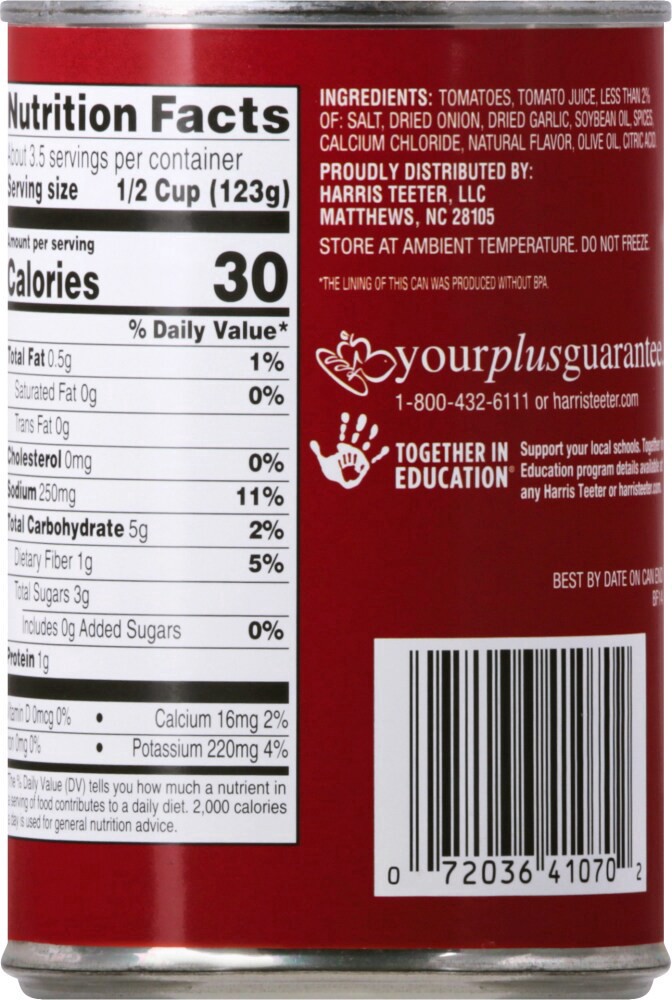 Nutrition Facts
About 3.5 servings per container
Serving size 1/2 Cup (123g)
Amount per serving
Calories 30
% Daily Value*
Total Fat 0.5g 1%
Saturated Fat 0g 0%
Trans Fat 0g
Cholesterol 0mg 0%
Sodium 250mg 11%
Total Carbohydrate 5g 2%
Dietary Fiber 1g 5%
Total Sugars 3g
Includes 0g Added Sugars 0%
Protein 1g
Vitamin D 0mcg 0% • Calcium 16mg 2%
Iron 0mg 0% • Potassium 220mg 4%
*The % Daily Value (DV) tells you how much a nutrient in
a serving of food contributes to a daily diet. 2,000 calories
a day is used for general nutrition advice.
INGREDIENTS: TOMATOES, TOMATO JUICE, LESS THAN 2%
OF: SALT, DRIED ONION, DRIED GARLIC, SOYBEAN OIL, SPICES,
CALCIUM CHLORIDE, NATURAL FLAVOR, OLIVE OIL, CITRIC ACID.
PROUDLY DISTRIBUTED BY:
HARRIS TEETER, LLC
MATTHEWS, NC 28105
STORE AT AMBIENT TEMPERATURE. DO NOT FREEZE.
*THE LINING OF THIS CAN WAS PRODUCED WITHOUT BPA.
yourplusguarantee
1-800-432-6111 or harristeeter.com
TOGETHER IN
EDUCATION®
Support your local schools. Together in
Education program details available at
any Harris Teeter or harristeeter.com.
BEST BY DATE ON CAN END
0 72036 41070 2